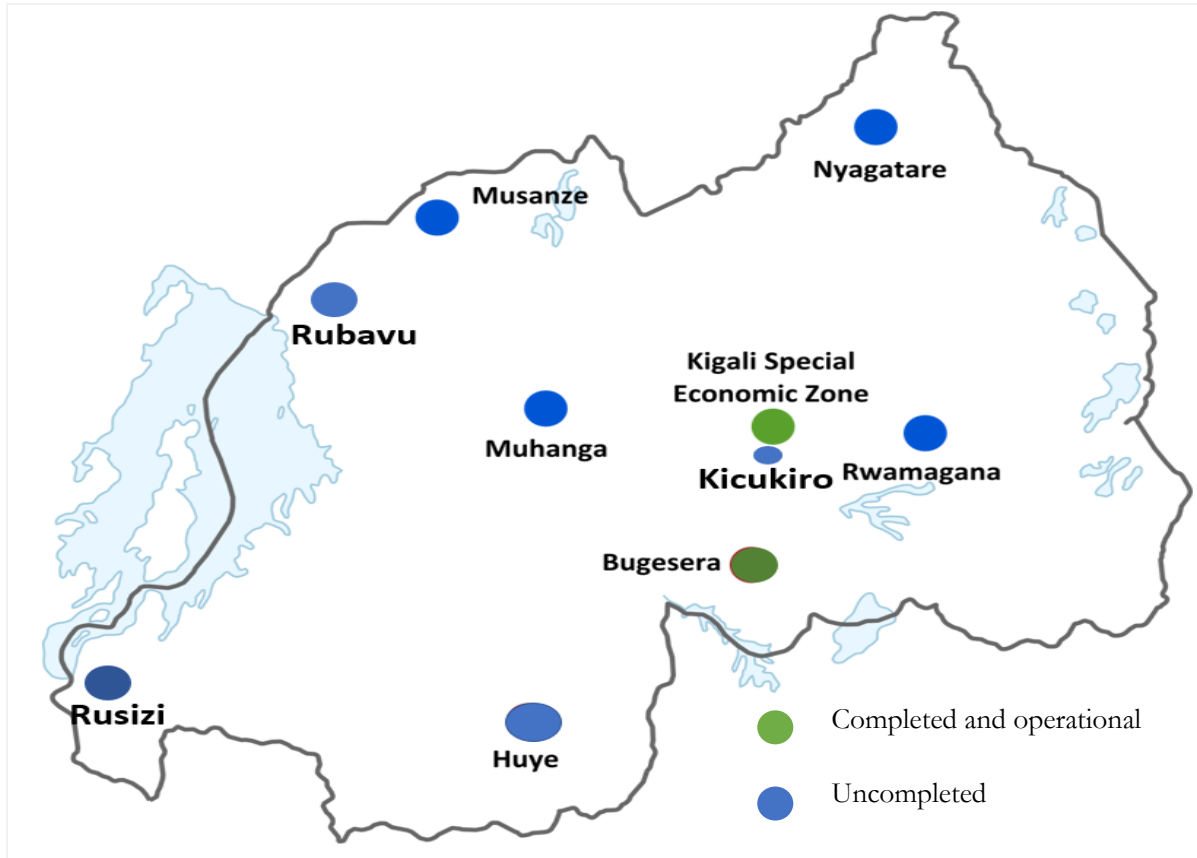 Nyagatare
Musanze
Rubavu
Kigali Special
Economic Zone
Muhanga
Kicukiro
Rwamagana
Bugesera
Rusizi
Huye
Completed and operational
Uncompleted